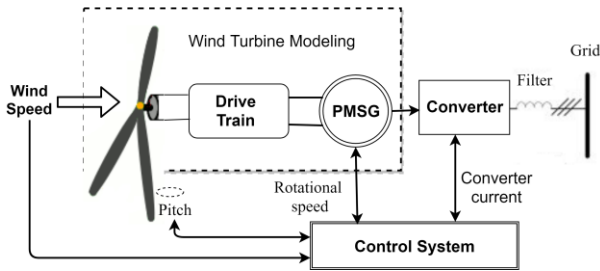 Wind Turbine Modeling
Grid
Wind
Speed
Drive
Train
PMSG
Converter
Filter
Rotational
speed
Converter
current
Pitch
Control System